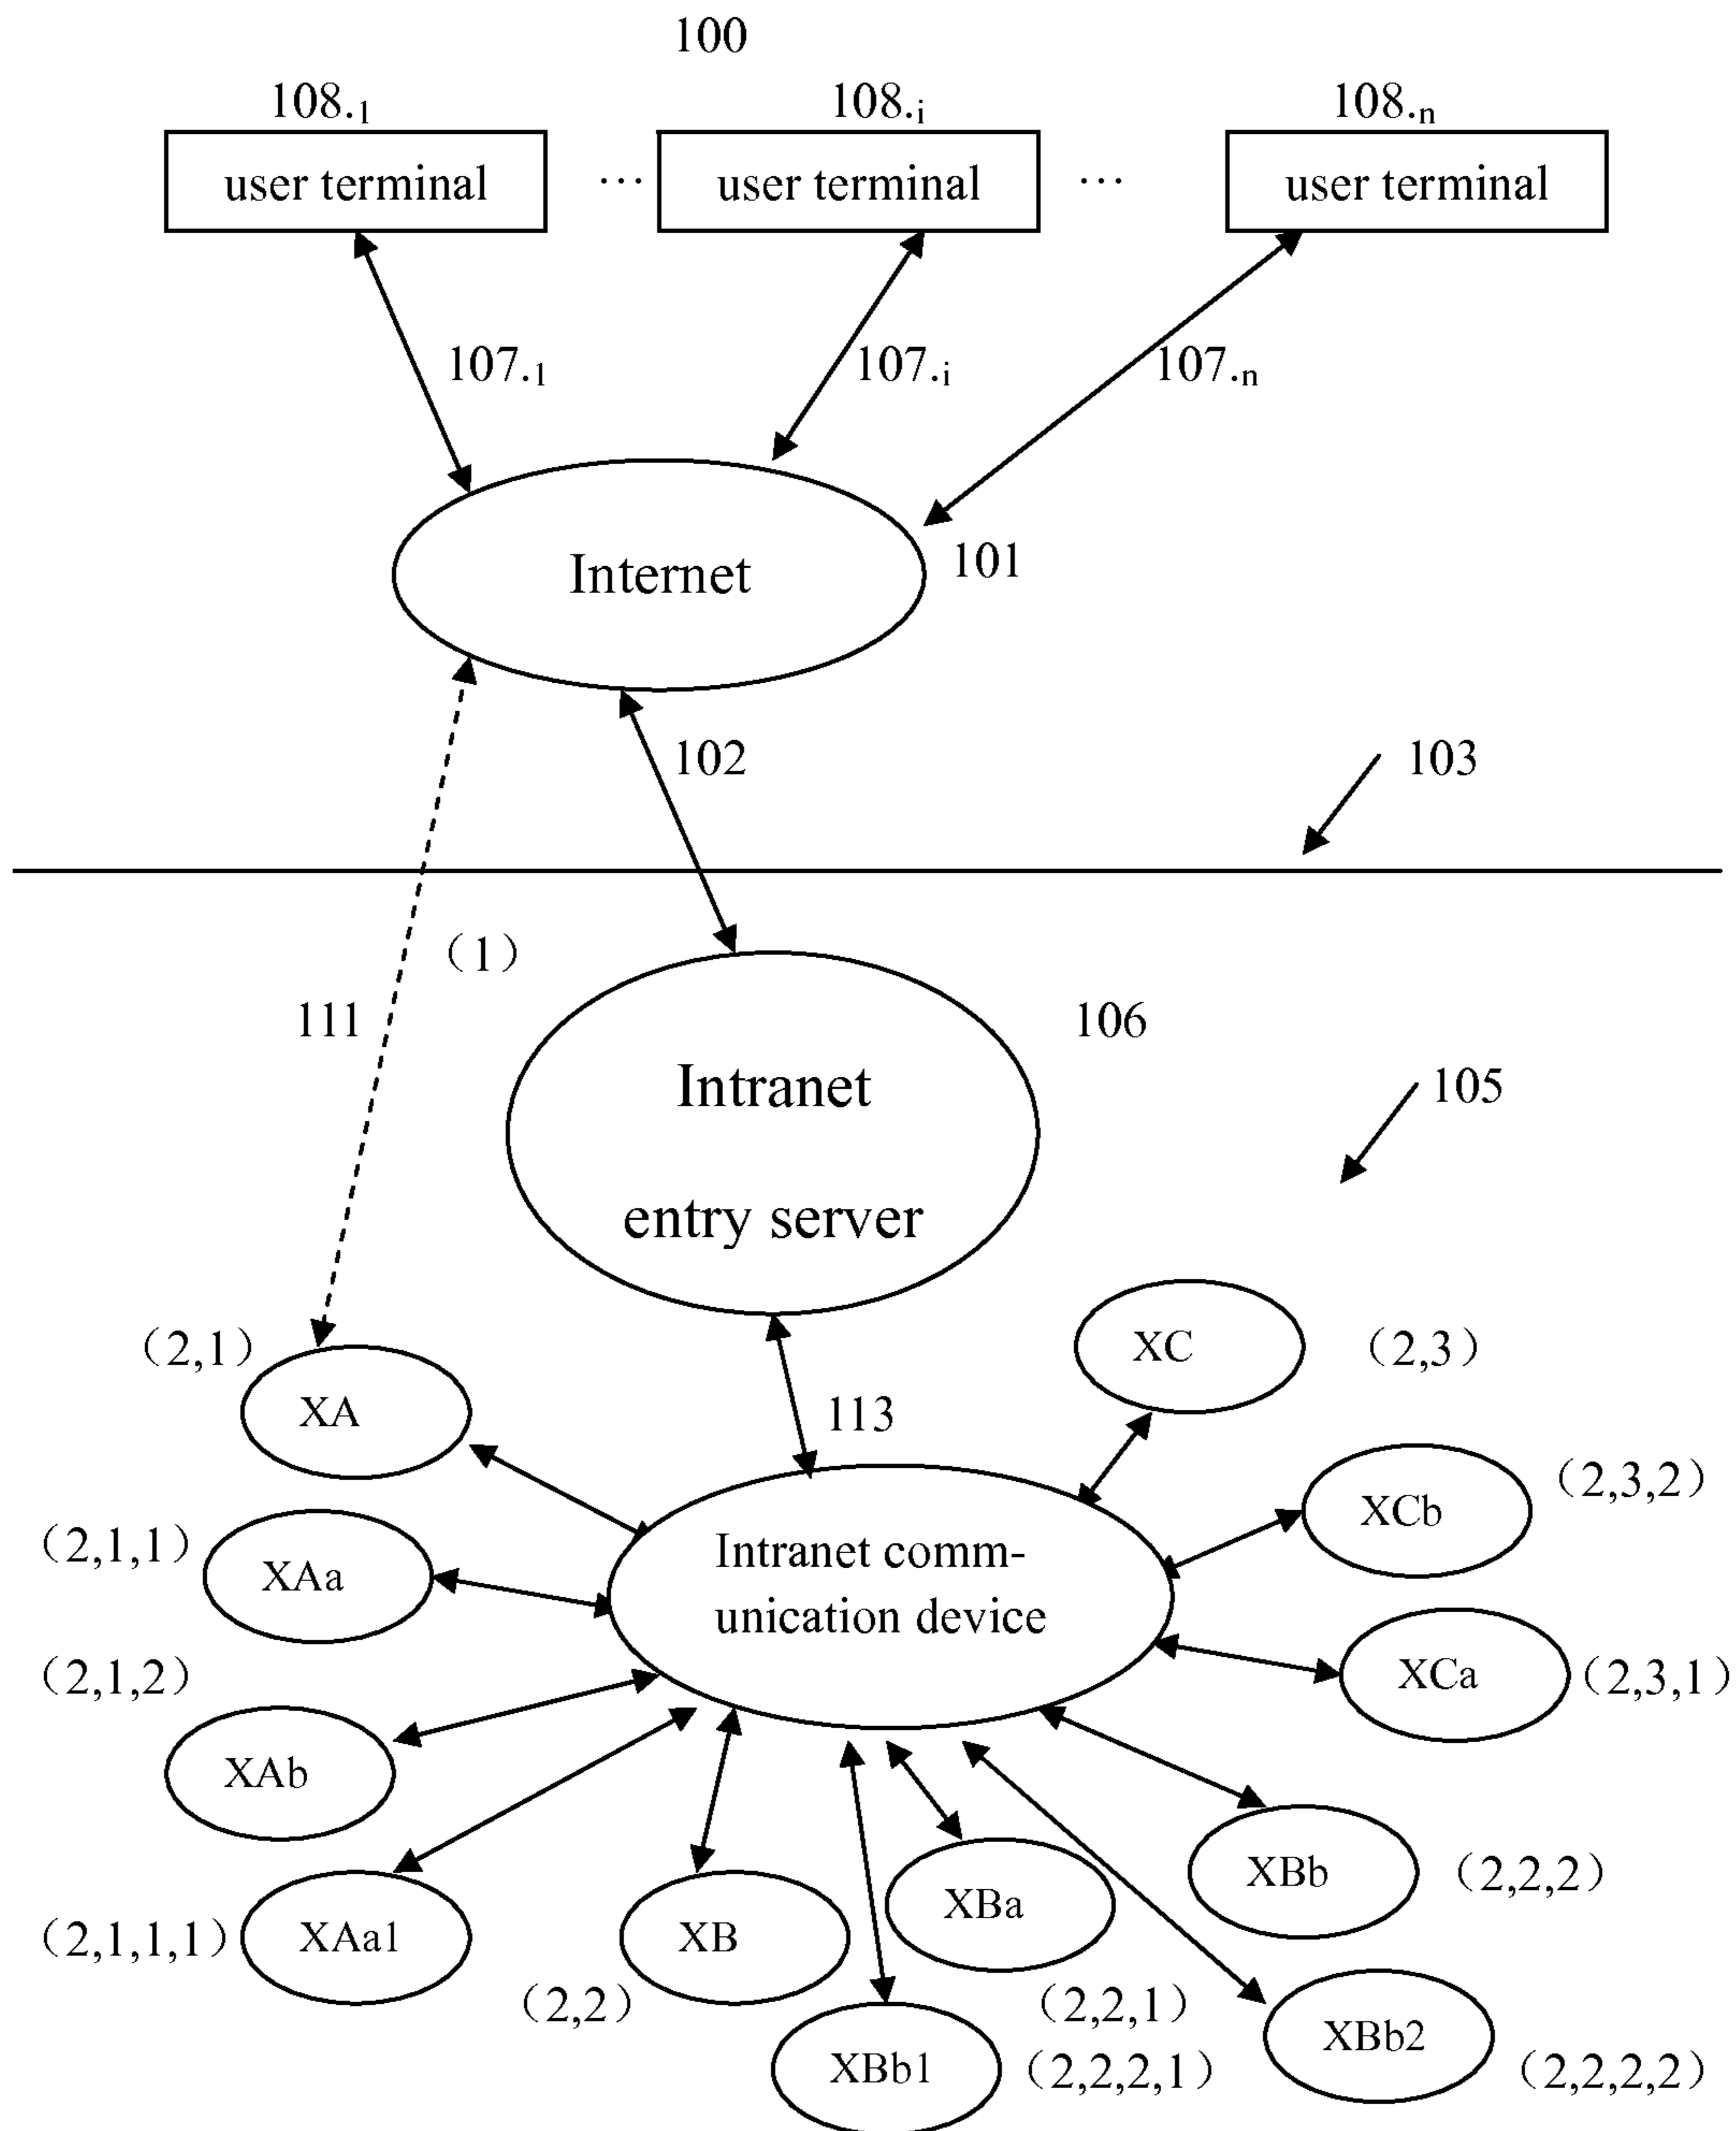 100
108.1 108.i 108.n
user terminal … user terminal … user terminal
107.1 107.i 107.n
Internet
101
102
103
（1）
111
106
Intranet
entry server
105
（2,1）
XA
XC
（2,3）
113
XCb
（2,3,2）
（2,1,1）
XAa
Intranet comm-
unication device
XCa
（2,3,1）
（2,1,2）
XAb
XBb
（2,2,2）
（2,1,1,1）
XAa1
XB
（2,2）
XBa
（2,2,1）
XBb1
（2,2,2,1）
XBb2
（2,2,2,2）